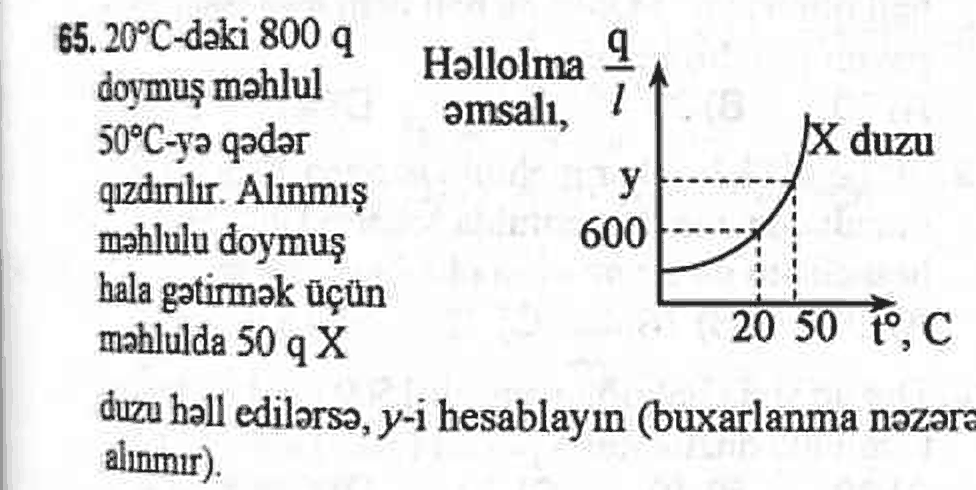 65. 20°C-dəki 800 q
doymuş məhlul
50°C-yə qədər
qızdırılır. Alınmış
məhlulu doymuş
hala gətirmək üçün
məhlulda 50 q X
duzu həll edilərsə, y-i hesablayın (buxarlanma nəzərə
alınmır).
Həllolma q/l
əmsalı,
X duzu
y
600
20 50 t°, C